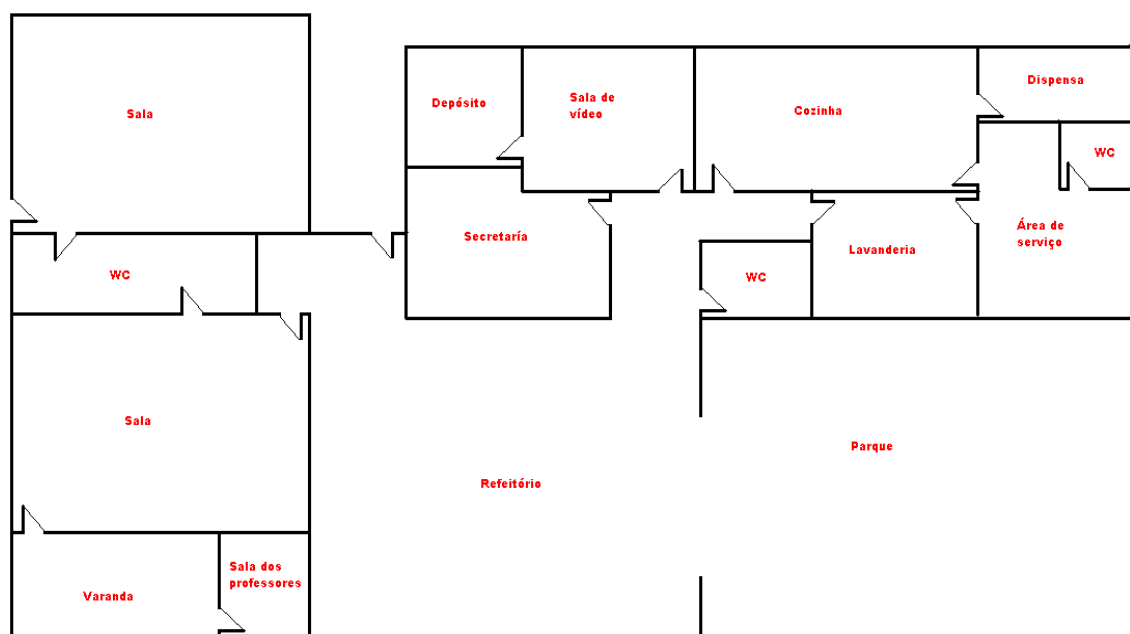 Sala
Depósito
Sala de
vídeo
Cozinha
Dispensa
WC
Secretaría
Área de
serviço
Lavanderia
WC
WC
Sala
Parque
Refeitório
Sala dos
professores
Varanda